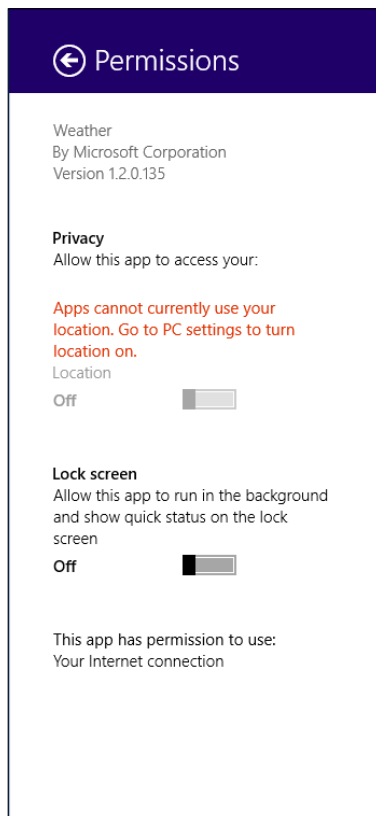 Permissions
Weather
By Microsoft Corporation
Version 1.2.0.135
Privacy
Allow this app to access your:
Apps cannot currently use your
location. Go to PC settings to turn
location on.
Location
Off
Lock screen
Allow this app to run in the background
and show quick status on the lock
screen
Off
This app has permission to use:
Your Internet connection